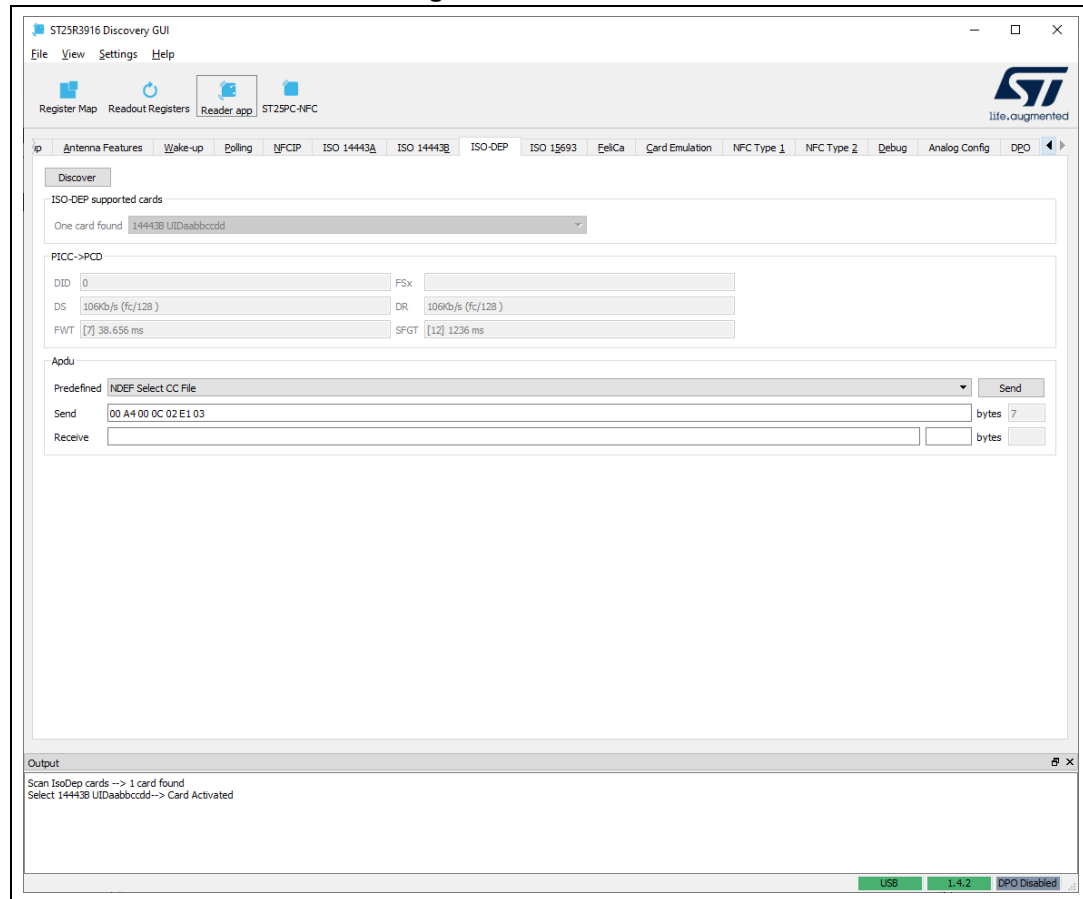 ST25R3916 Discovery GUI
File View Settings Help
Register Map Readout Registers Reader app ST25PC-NFC
life.augmented
ip Antenna Features Wake-up Polling NFCIP ISO 14443A ISO 14443B ISO-DEP ISO 15693 FeliCa Card Emulation NFC Type 1 NFC Type 2 Debug Analog Config DPO
Discover
ISO-DEP supported cards
One card found 14443B UIDaabbccdd
PICC->PCD
DID 0 FSx
DS 106Kb/s (fc/128 ) DR 106Kb/s (fc/128 )
FWT [7] 38.656 ms SFGT [12] 1236 ms
Apdu
Predefined NDEF Select CC File Send
Send 00 A4 00 0C 02 E1 03 bytes 7
Receive bytes
Output
Scan IsoDep cards --> 1 card found
Select 14443B UIDaabbccdd--> Card Activated
USB 1.4.2 DPO Disabled